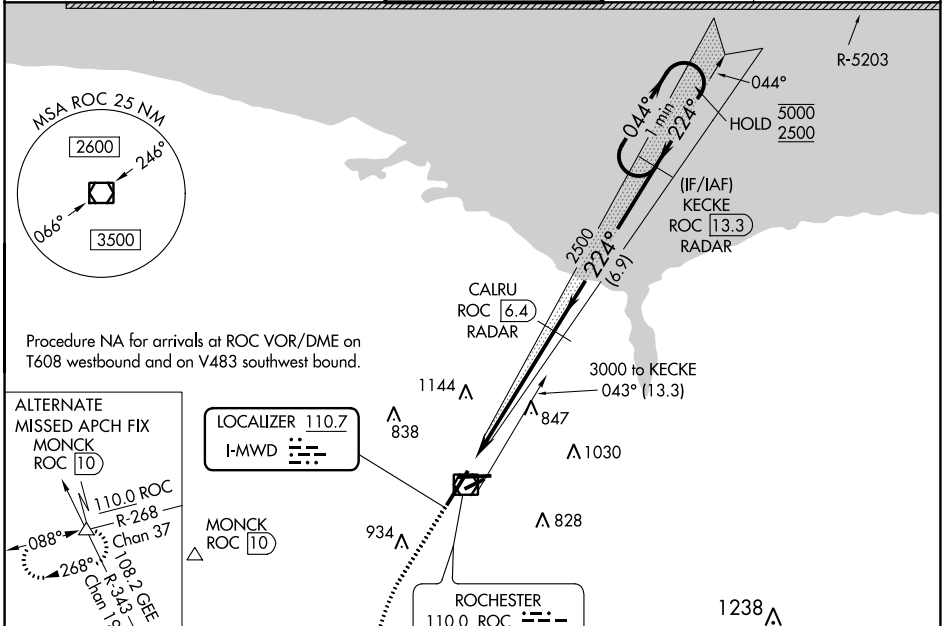 R-5203
044°
HOLD 5000
2500
044°
1 min
224°
(IF/IAF)
KECKE
ROC 13.3
RADAR
MSA ROC 25 NM
2600
246°
066°
3500
2500
224°
(6.9)
CALRU
ROC 6.4
RADAR
Procedure NA for arrivals at ROC VOR/DME on
T608 westbound and on V483 southwest bound.
3000 to KECKE
043° (13.3)
1144
838
847
1030
828
934
1238
LOCALIZER 110.7
I-MWD
ALTERNATE
MISSED APCH FIX
MONCK
ROC 10
N
110.0 ROC
R-268
Chan 37
088°
268°
108.2 GEE
R-343
Chan 19
MONCK
ROC 10
ROCHESTER
110.0 ROC